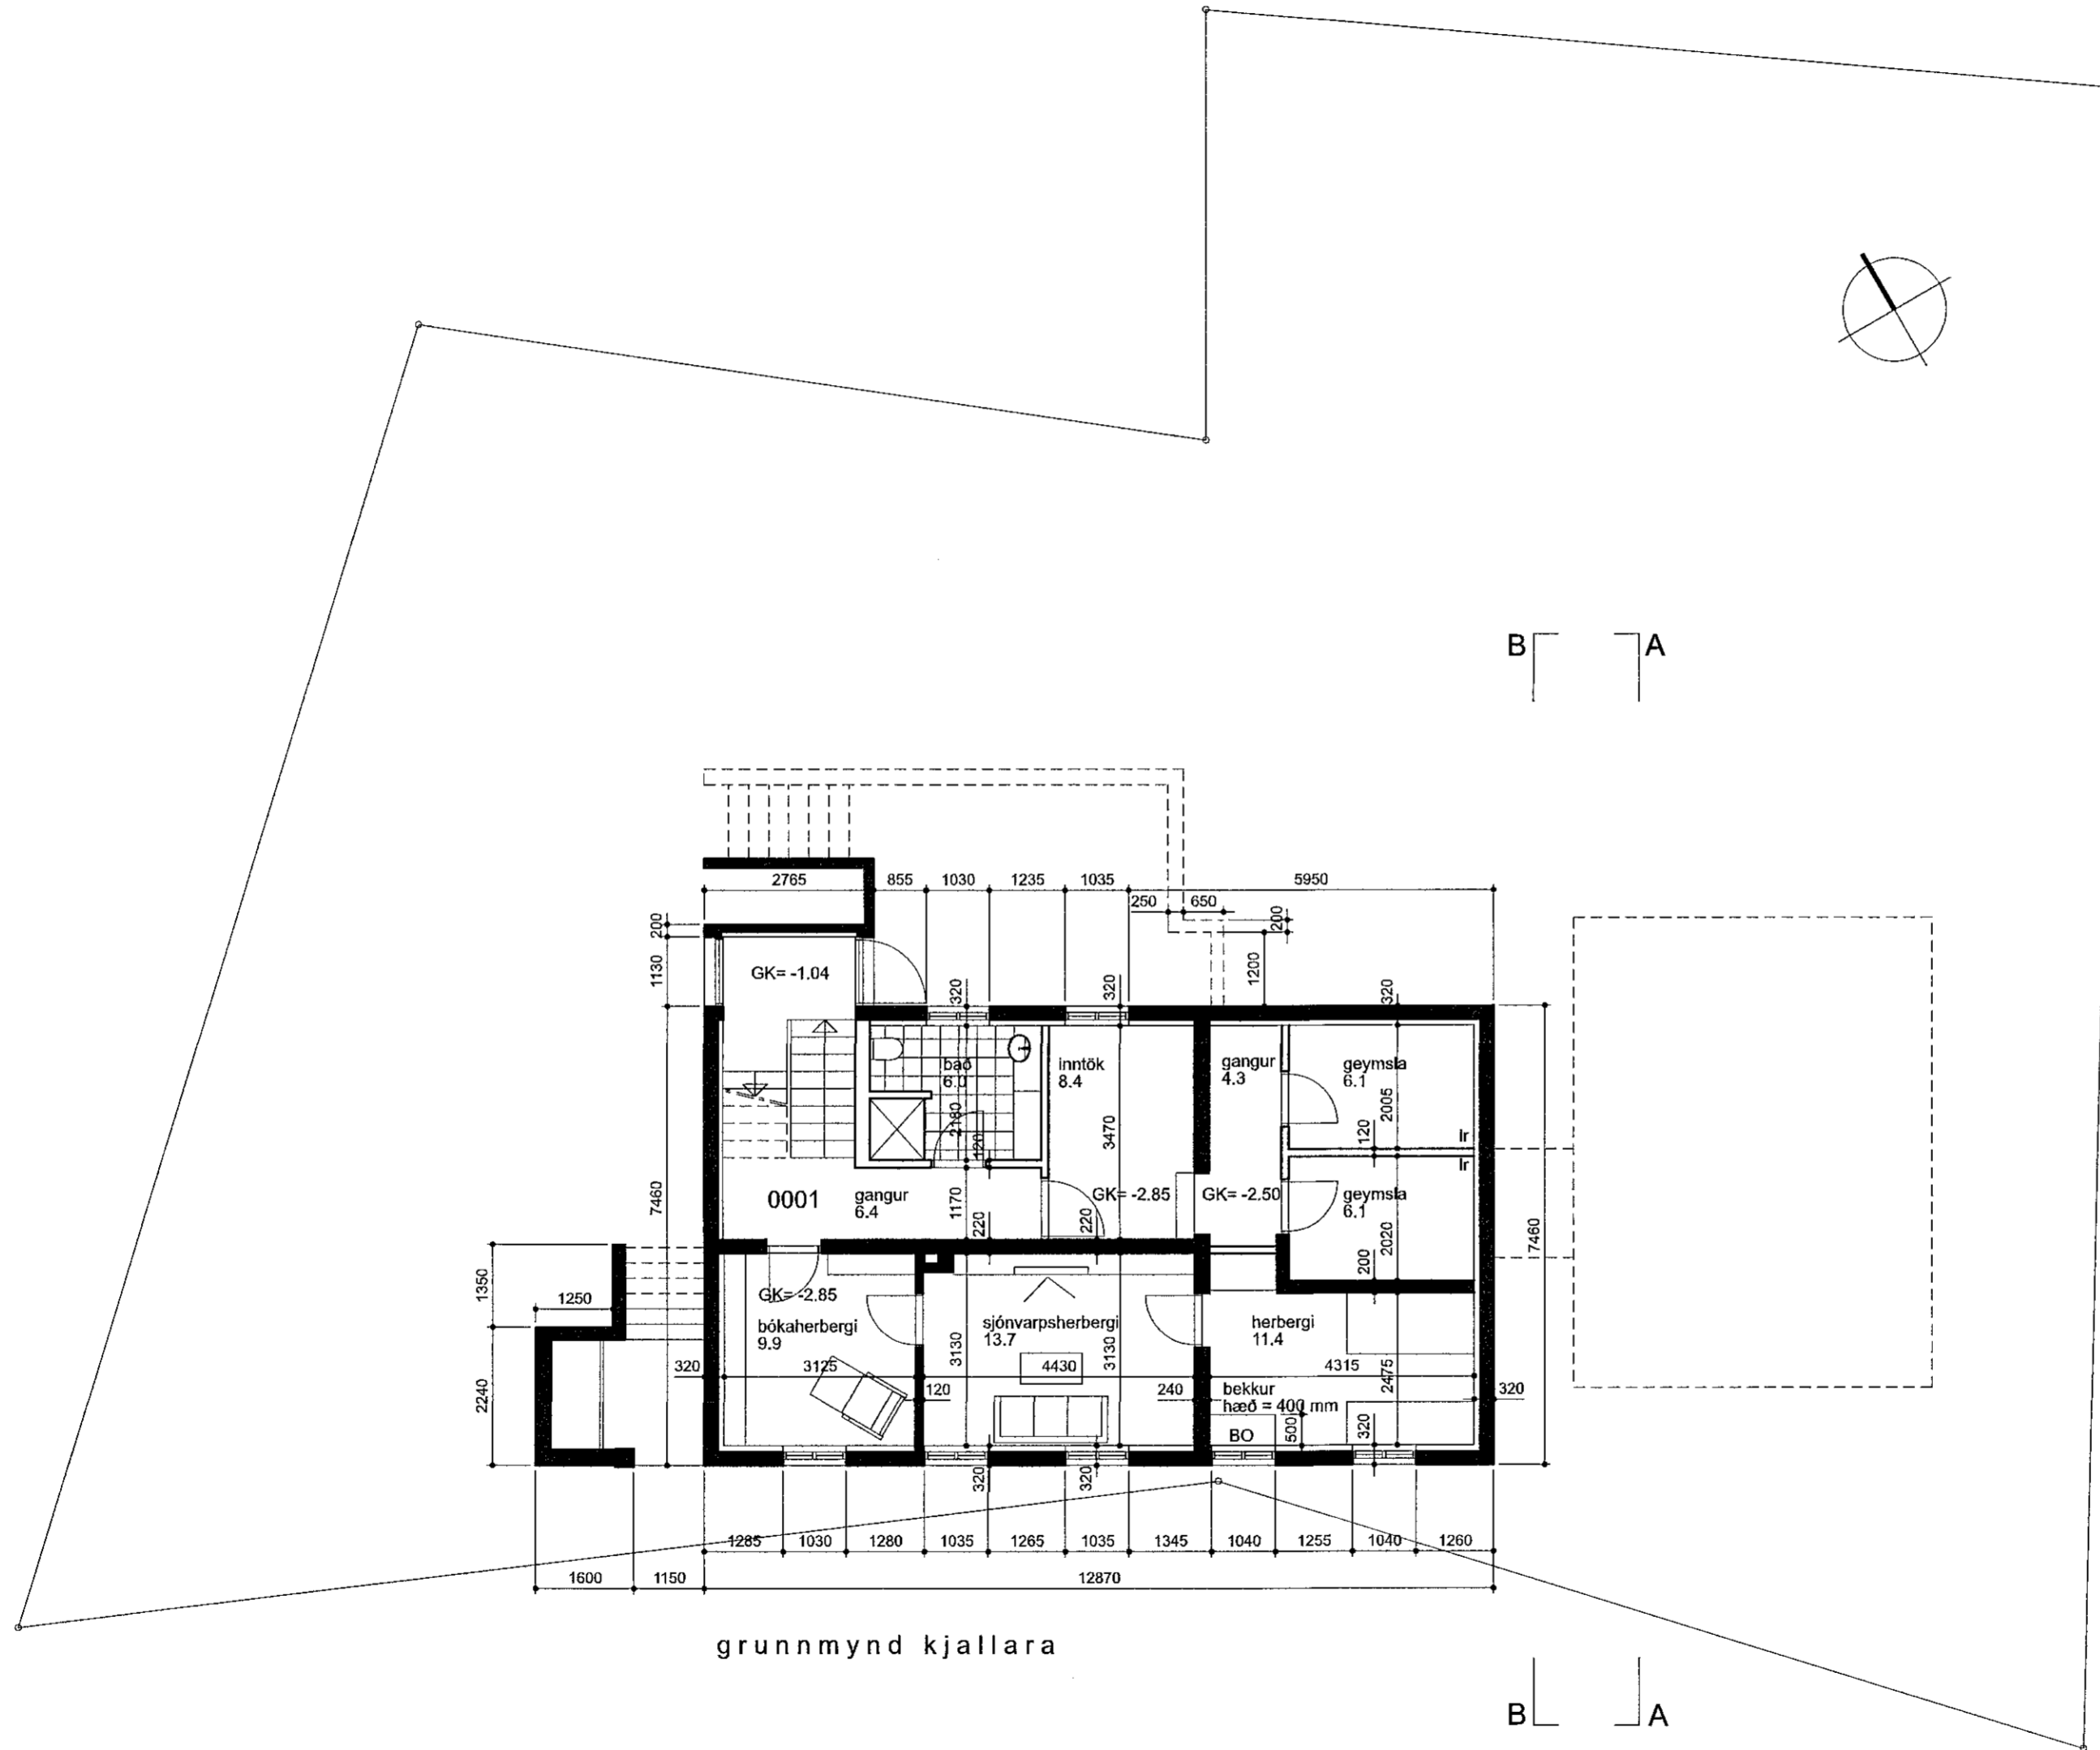 B A
2765 855 1030 1235 1035 5950
250 650
200
200
1130
GK= -1.04
1200
320
320
320
bað
6.0
inntök
8.4
gangur
4.3
geymsla
6.1
2005
2180
120
3470
120
lr
lr
7460
0001
gangur
6.4
1170
220
220
GK= -2.85
GK= -2.50
geymsla
6.1
2020
200
7460
1350
1250
2240
GK= -2.85
bókaherbergi
9.9
sjónvarpsherbergi
13.7
herbergi
11.4
3130
3130
2475
320 3125 120 4430 240 4315 320
bekkur
hæð = 400 mm
BO
500
320
320
320
1285 1030 1280 1035 1265 1035 1345 1040 1255 1040 1260
1600 1150 12870
grunnmynd kjallara
B A